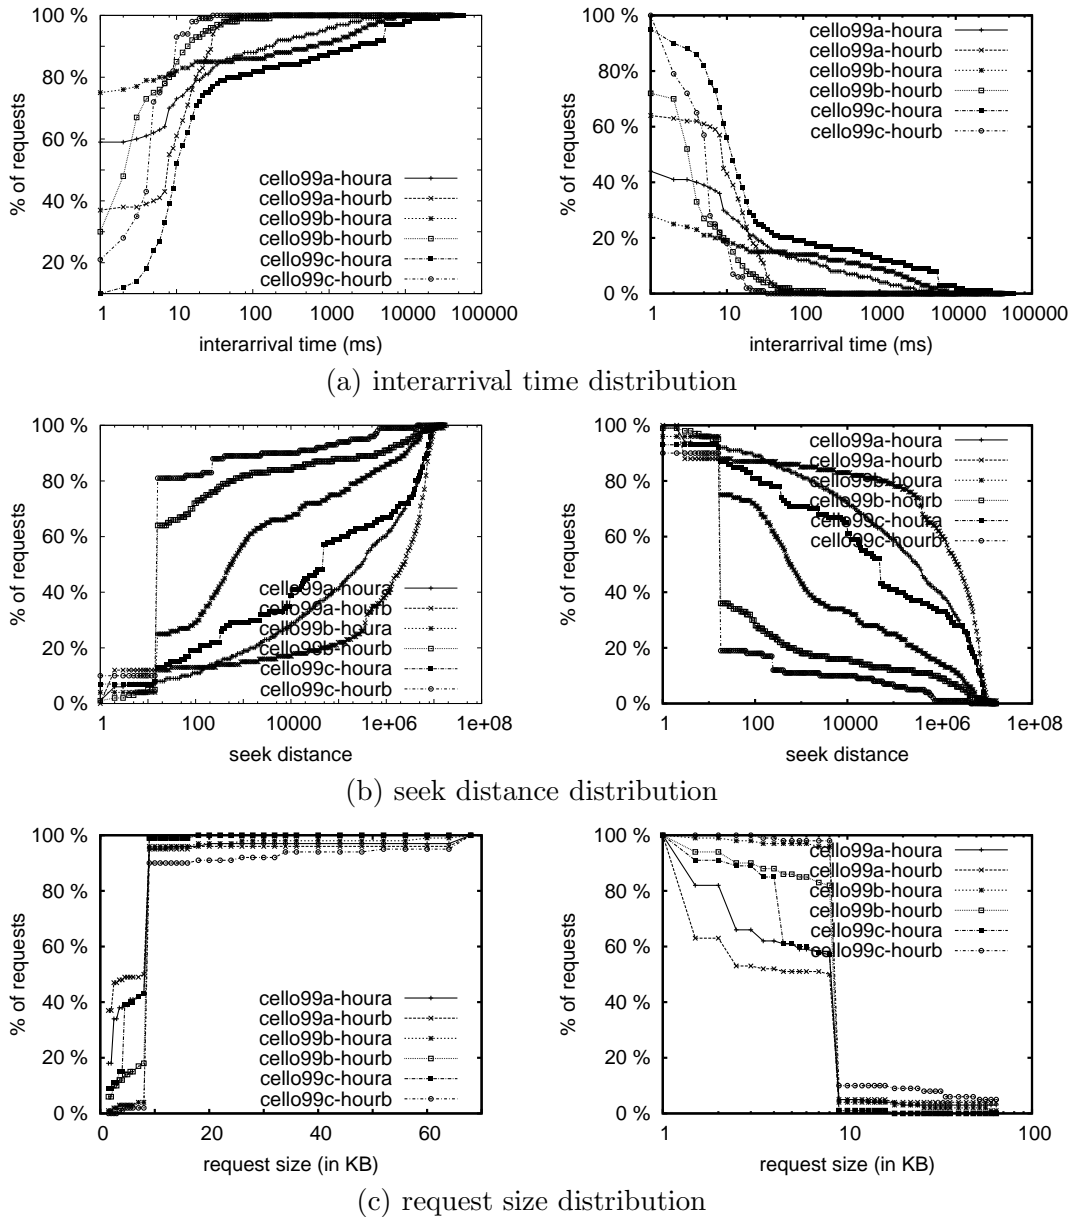 100 %
80 %
60 %
40 %
20 %
% of requests
cello99a-houra
cello99a-hourb
cello99b-houra
cello99b-hourb
cello99c-houra
cello99c-hourb
1 10 100 1000 10000 100000
interarrival time (ms)
100 %
80%
60 %
40 %
20 %
0 %
% of requests
cello99a-houra
cello99a-hourb
cello99b-houra
cello99b-hourb
cello99c-houra
cello99c-hourb
1 10 100 1000 10000 100000
interarrival time (ms)
(a) interarrival time distribution
100 %
80 %
60 %
40 %
20 %
0 %
% of requests
cello99a-houra
cello99a-hourb
cello99b-houra
cello99b-hourb
cello99c-houra
cello99c-hourb
1 100 10000 1e+06 1e+08
seek distance
100 %
80 %
60 %
40 %
20 %
0 %
% of requests
cello99a-houra
cello99a-hourb
cello99b-houra
cello99b-hourb
cello99c-houra
cello99c-hourb
1 100 10000 1e+06 1e+08
seek distance
(b) seek distance distribution
100 %
80 %
60 %
40 %
20 %
0 %
% of requests
cello99a-houra
cello99a-hourb
cello99b-houra
cello99b-hourb
cello99c-houra
cello99c-hourb
0 20 40 60
request size (in KB)
100 %
80 %
60 %
40 %
20 %
0 %
% of requests
cello99a-houra
cello99a-hourb
cello99b-houra
cello99b-hourb
cello99c-houra
cello99c-hourb
1 10 100
request size (in KB)
(c) request size distribution